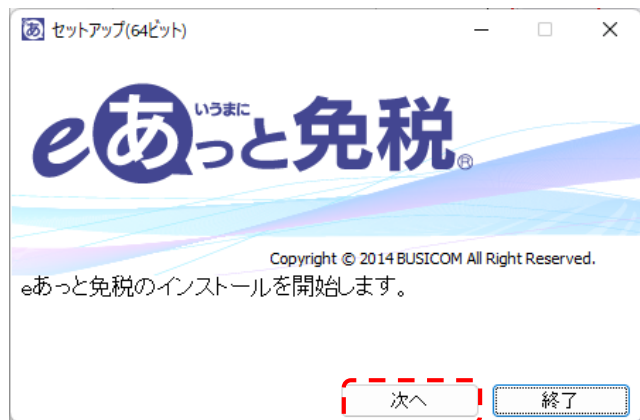 あ セットアップ(64ビット)
いうまに
eあっと免税®
Copyright © 2014 BUSICOM All Right Reserved.
eあっと免税のインストールを開始します。
次へ 終了